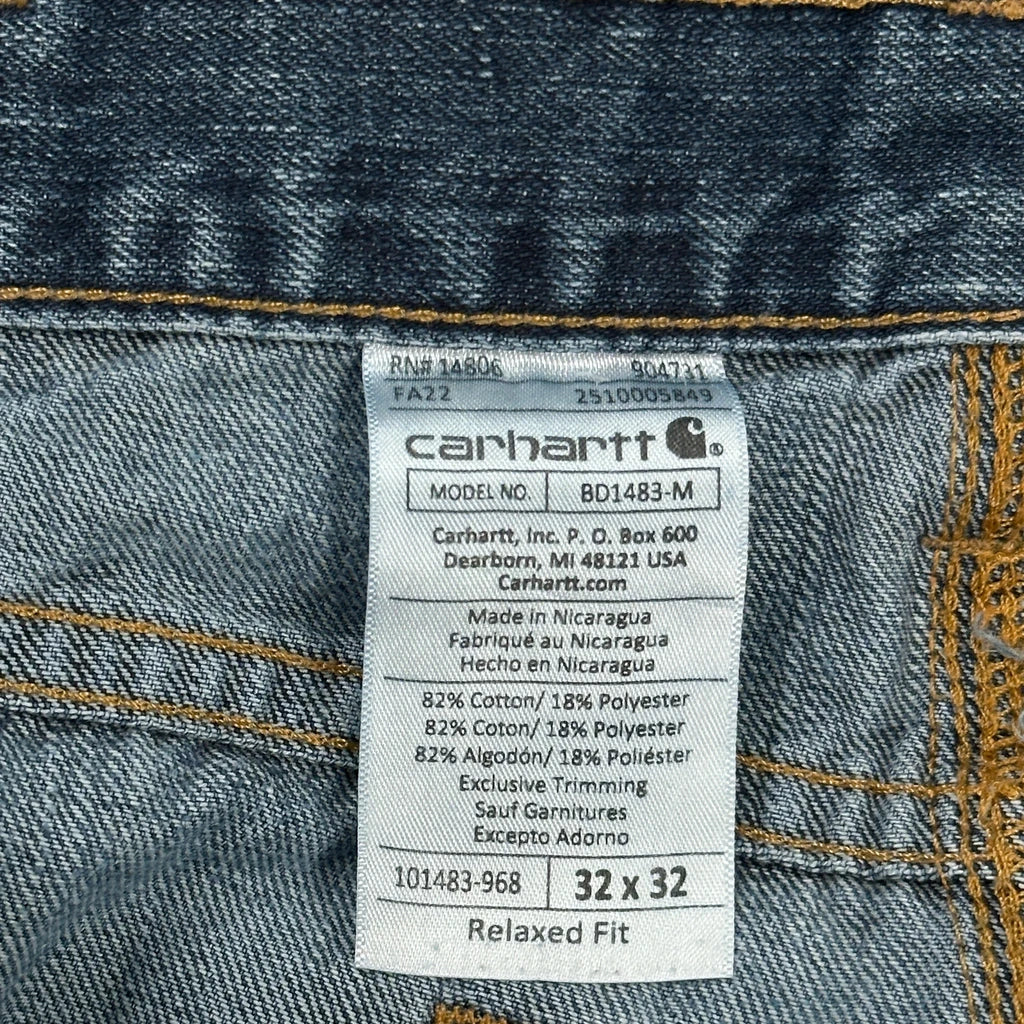 RN# 14806 904731
FA22 2510005849
carhartt ®
MODEL NO. BD1483-M
Carhartt, Inc. P. O. Box 600
Dearborn, MI 48121 USA
Carhartt.com
Made in Nicaragua
Fabriqué au Nicaragua
Hecho en Nicaragua
82% Cotton/ 18% Polyester
82% Coton/ 18% Polyester
82% Algodón/ 18% Poliéster
Exclusive Trimming
Sauf Garnitures
Excepto Adorno
101483-968 32 x 32
Relaxed Fit